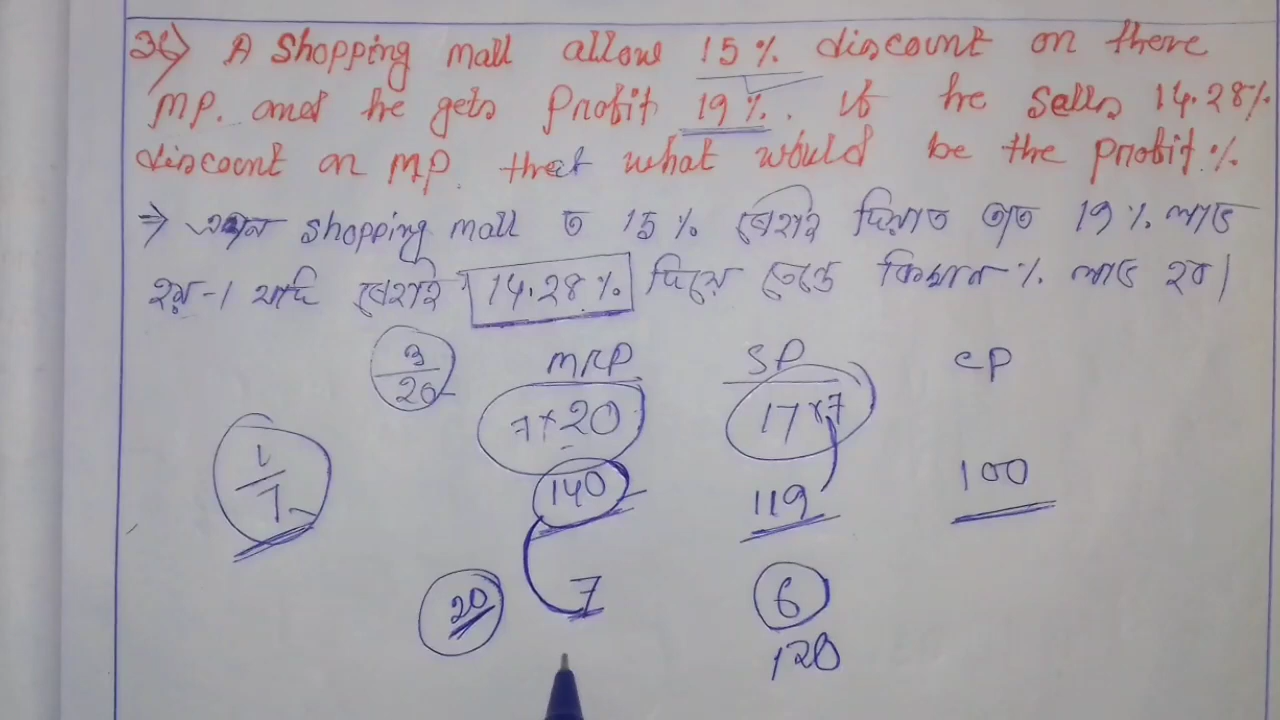 A Shopping mall allow 15% discount on there
MP. and he gets Profit 19%. If he sells 14.28%
discount on MP. that what would be the profit %
⇒ shopping mall ত 15% ৰেহাই দিয়াত তাত 19% লাভ
হয়-। যদি ৰেহাই 14.28% দিয়ে তেন্তে কিমান % লাভ হব।
3/20 MRP SP CP
7×20 17×7
1/7 140 119 100
20 7 6
120